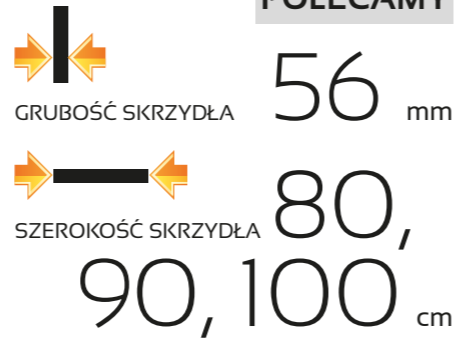 POLECAMY
GRUBOŚĆ SKRZYDŁA 56 mm
SZEROKOŚĆ SKRZYDŁA 80,
90, 100 cm